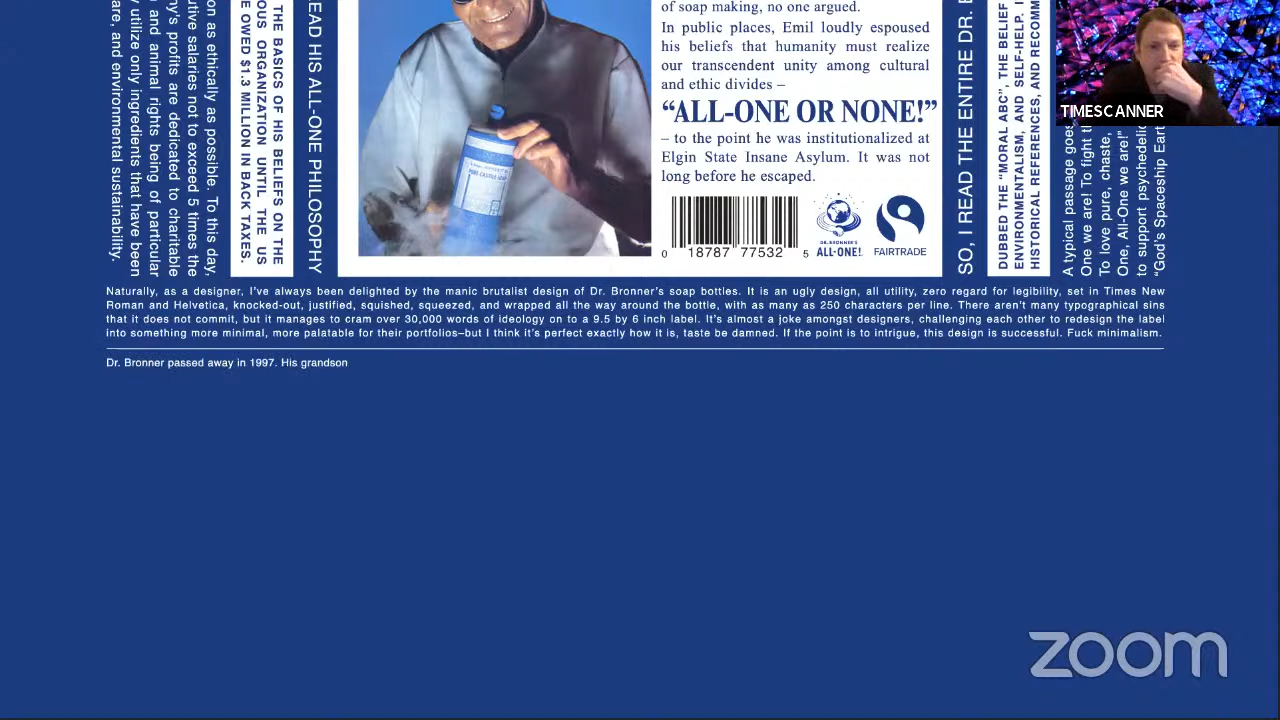 on as ethically as possible. To this day,
utive salaries not to exceed 5 times the
ny's profits are dedicated to charitable
and animal rights being of particular
utilize only ingredients that have been
are, and environmental sustainability.
THE BASICS OF HIS BELIEFS ON THE
OUS ORGANIZATION UNTIL THE US
OWED $1.3 MILLION IN BACK TAXES.
EAD HIS ALL-ONE PHILOSOPHY
of soap making, no one argued.
In public places, Emil loudly espoused
his beliefs that humanity must realize
our transcendent unity among cultural
and ethic divides –
“ALL-ONE OR NONE!”
– to the point he was institutionalized at
Elgin State Insane Asylum. It was not
long before he escaped.
0 18787 77532 5
DR. BRONNER'S
ALL-ONE!
FAIRTRADE
PURE-CASTILE SOAP
SO, I READ THE ENTIRE DR.
DUBBED THE “MORAL ABC”, THE BELIEF
ENVIRONMENTALISM, AND SELF-HELP.
HISTORICAL REFERENCES, AND RECOMM
A typical passage goes
One we are! To fight
To love pure, chaste,
One, All-One we are!”
to support psychedelic
“God's Spaceship Eart
TIMESCANNER
Naturally, as a designer, I've always been delighted by the manic brutalist design of Dr. Bronner's soap bottles. It is an ugly design, all utility, zero regard for legibility, set in Times New
Roman and Helvetica, knocked-out, justified, squished, squeezed, and wrapped all the way around the bottle, with as many as 250 characters per line. There aren't many typographical sins
that it does not commit, but it manages to cram over 30,000 words of ideology on to a 9.5 by 6 inch label. It's almost a joke amongst designers, challenging each other to redesign the label
into something more minimal, more palatable for their portfolios–but I think it's perfect exactly how it is, taste be damned. If the point is to intrigue, this design is successful. Fuck minimalism.
Dr. Bronner passed away in 1997. His grandson
zoom